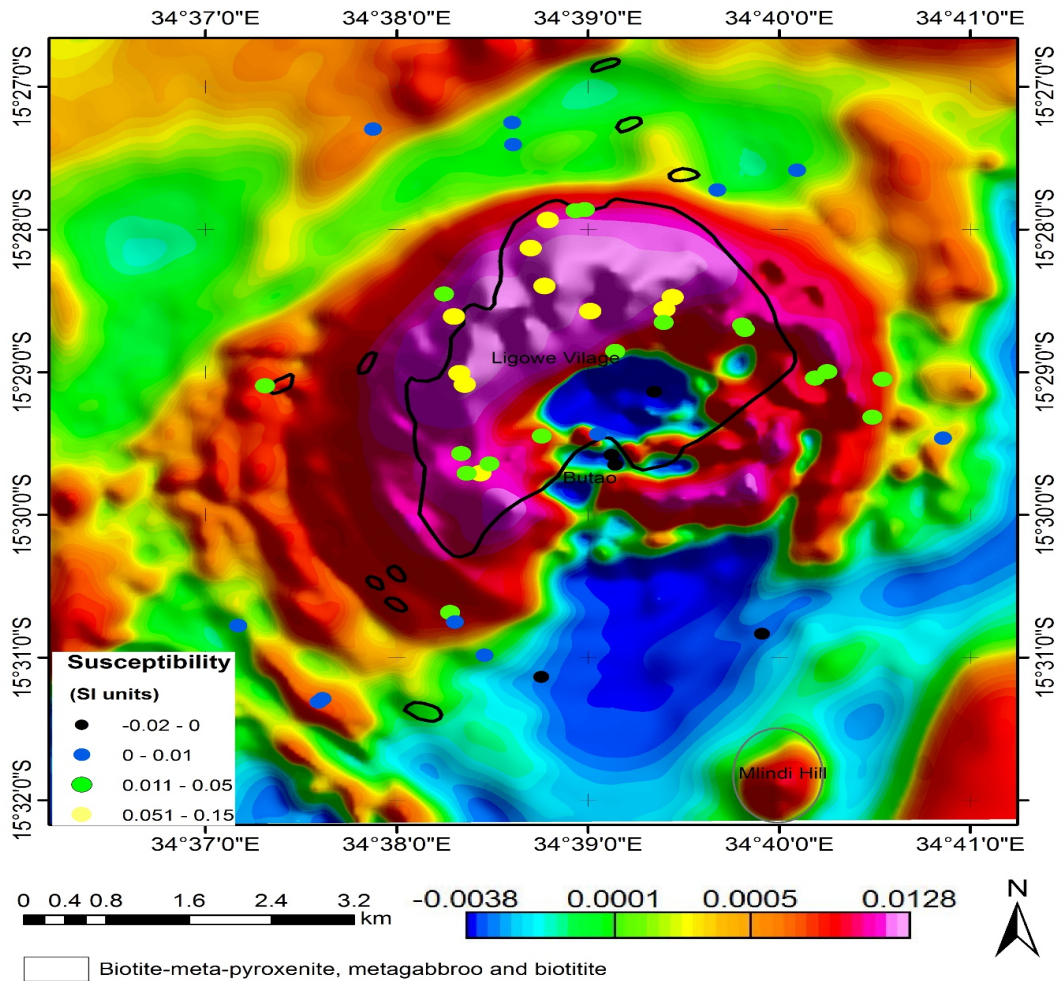 34°37'0"E 34°38'0"E 34°39'0"E 34°40'0"E 34°41'0"E
15°27'0"S 15°27'0"S
15°28'0"S 15°28'0"S
Ligowe Vilage
15°29'0"S 15°29'0"S
Butao
15°30'0"S 15°30'0"S
15°31'0"S 15°31'0"S
Susceptibility
(SI units)
-0.02 - 0
0 - 0.01
0.011 - 0.05
0.051 - 0.15
Mlindi Hill
15°32'0"S 15°32'0"S
34°37'0"E 34°38'0"E 34°39'0"E 34°40'0"E 34°41'0"E
0 0.4 0.8 1.6 2.4 3.2
km
-0.0038 0.0001 0.0005 0.0128
N
Biotite-meta-pyroxenite, metagabbroo and biotitite